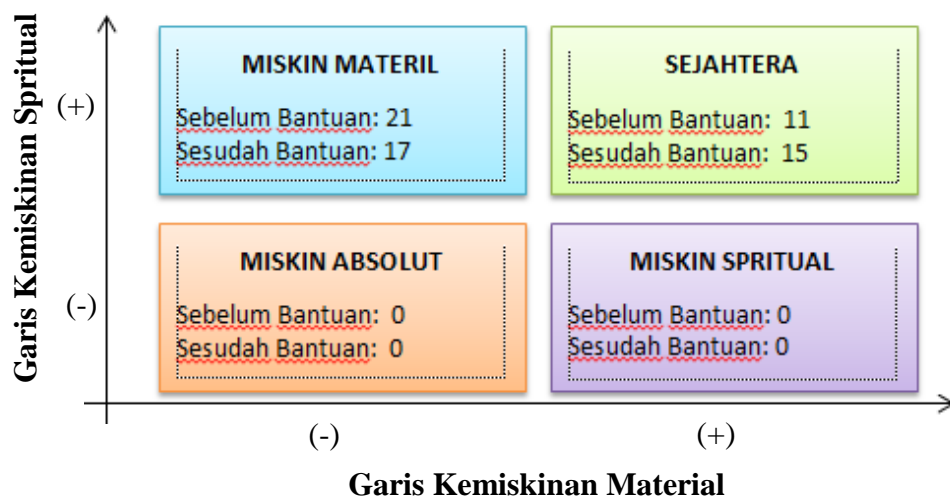 Garis Kemiskinan Spritual
(+)
(-)
MISKIN MATERIL
Sebelum Bantuan: 21
Sesudah Bantuan: 17
SEJAHTERA
Sebelum Bantuan: 11
Sesudah Bantuan: 15
MISKIN ABSOLUT
Sebelum Bantuan: 0
Sesudah Bantuan: 0
MISKIN SPRITUAL
Sebelum Bantuan: 0
Sesudah Bantuan: 0
(-)
(+)
Garis Kemiskinan Material